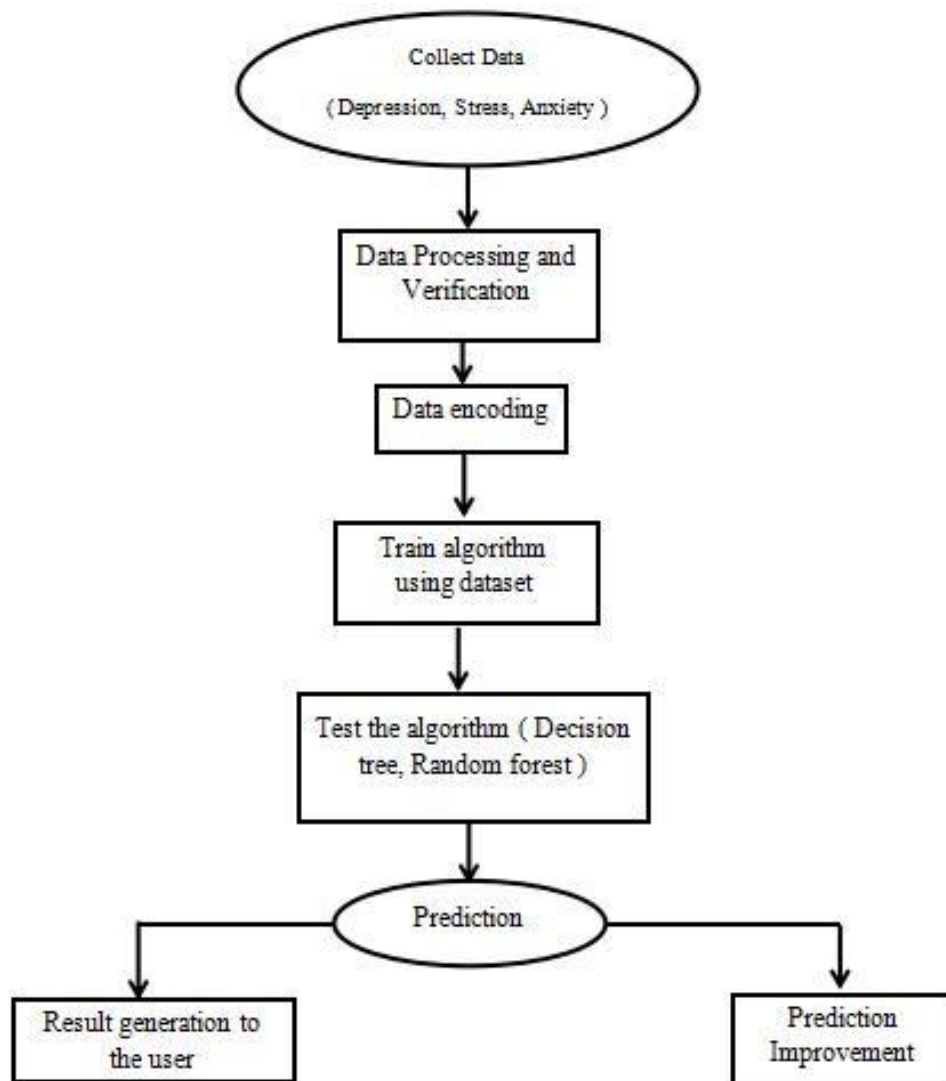 Collect Data
( Depression, Stress, Anxiety )
Data Processing and
Verification
Data encoding
Train algorithm
using dataset
Test the algorithm ( Decision
tree, Random forest )
Prediction
Result generation to
the user
Prediction
Improvement